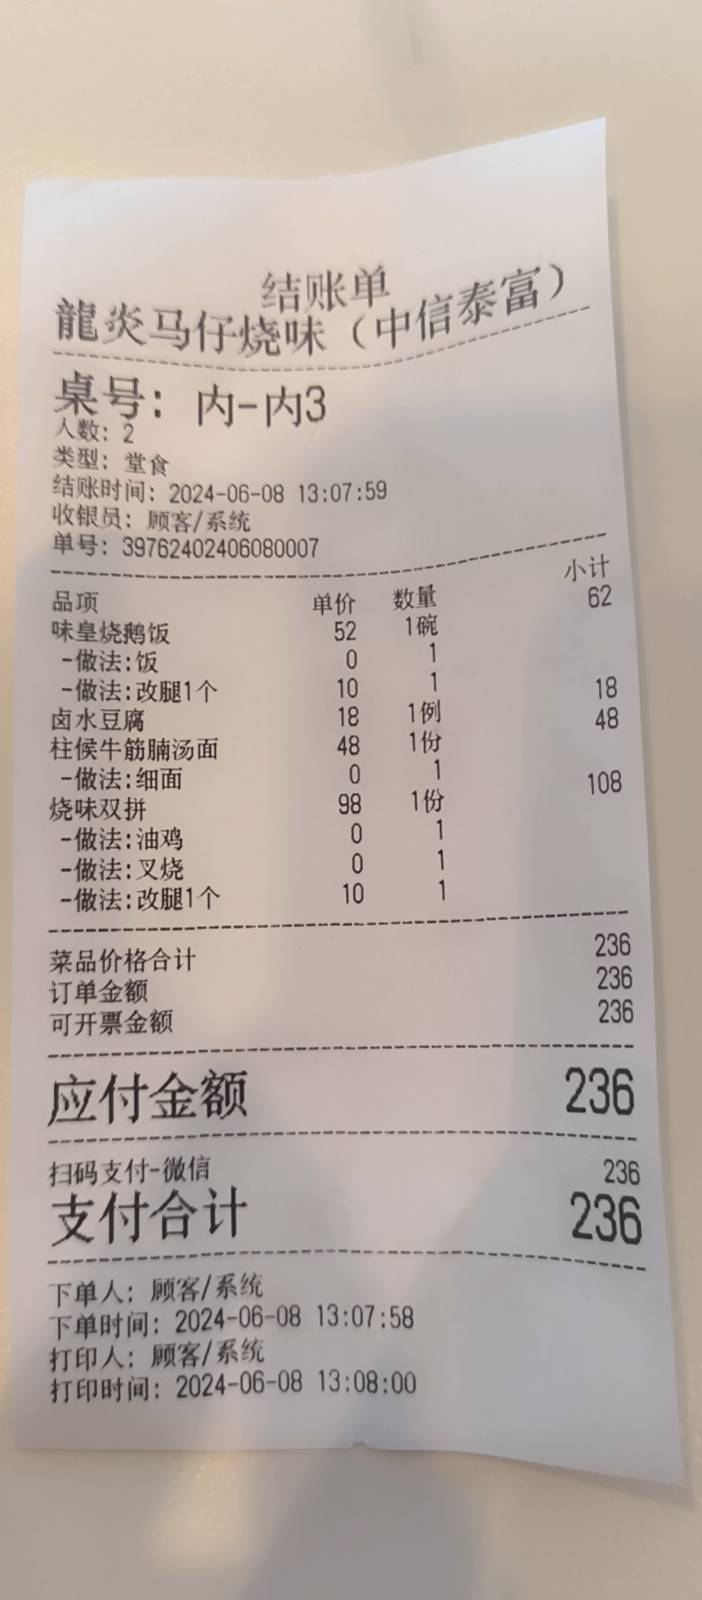 结账单
龍炎马仔烧味（中信泰富）
桌号: 内-内3
人数: 2
类型: 堂食
结账时间: 2024-06-08 13:07:59
收银员: 顾客/系统
单号: 39762402406080007
品项 单价 数量 小计
味皇烧鹅饭 52 1碗 62
-做法:饭 0 1
-做法:改腿1个 10 1
卤水豆腐 18 1例 18
柱侯牛筋腩汤面 48 1份 48
-做法:细面 0 1
烧味双拼 98 1份 108
-做法:油鸡 0 1
-做法:叉烧 0 1
-做法:改腿1个 10 1
菜品价格合计 236
订单金额 236
可开票金额 236
应付金额 236
扫码支付-微信 236
支付合计 236
下单人: 顾客/系统
下单时间: 2024-06-08 13:07:58
打印人: 顾客/系统
打印时间: 2024-06-08 13:08:00